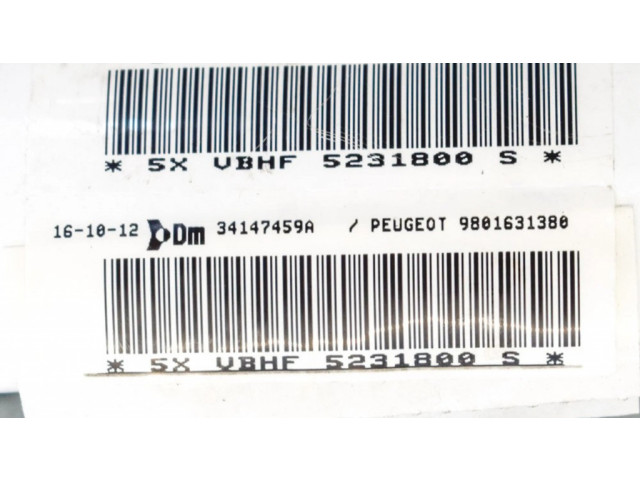 * 5X VBHF 5231800 S *
16-10-12 Dm 34147459A / PEUGEOT 9801631380
* 5X VBHF 5231800 S *